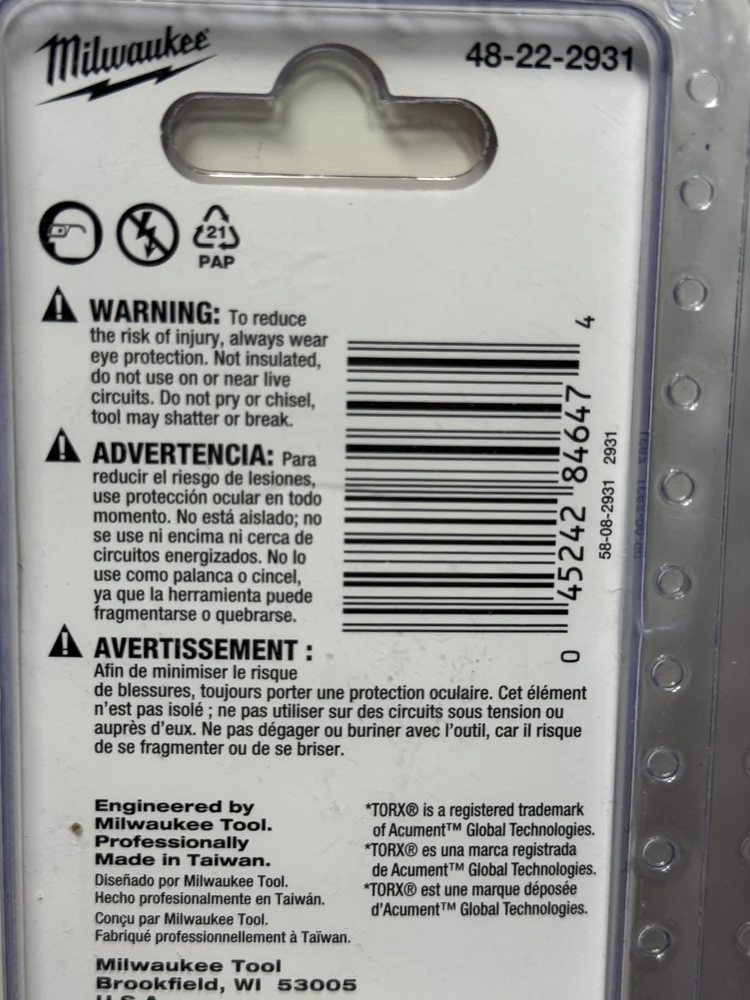 Milwaukee
48-22-2931
21
PAP
WARNING: To reduce
the risk of injury, always wear
eye protection. Not insulated,
do not use on or near live
circuits. Do not pry or chisel,
tool may shatter or break.
ADVERTENCIA: Para
reducir el riesgo de lesiones,
use protección ocular en todo
momento. No está aislado; no
se use ni encima ni cerca de
circuitos energizados. No lo
use como palanca o cincel,
ya que la herramienta puede
fragmentarse o quebrarse.
AVERTISSEMENT :
Afin de minimiser le risque
de blessures, toujours porter une protection oculaire. Cet élément
n'est pas isolé ; ne pas utiliser sur des circuits sous tension ou
auprès d'eux. Ne pas dégager ou buriner avec l'outil, car il risque
de se fragmenter ou de se briser.
0 45242 84647 4
58-08-2931 2931
Engineered by
Milwaukee Tool.
Professionally
Made in Taiwan.
Diseñado por Milwaukee Tool.
Hecho profesionalmente en Taiwán.
Conçu par Milwaukee Tool.
Fabriqué professionnellement à Taïwan.
Milwaukee Tool
Brookfield, WI 53005
U.S.A.
*TORX® is a registered trademark
of Acument™ Global Technologies.
*TORX® es una marca registrada
de Acument™ Global Technologies.
*TORX® est une marque déposée
d'Acument™ Global Technologies.